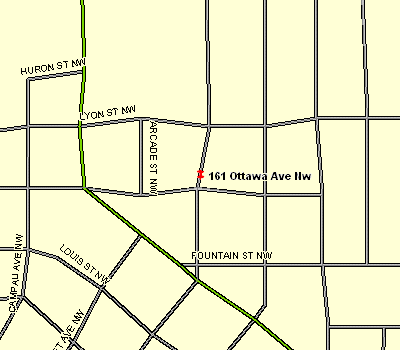 HURON ST NW
LYON ST NW
ARCADE ST NW
161 Ottawa Ave Nw
FOUNTAIN ST NW
LOUIS ST NW
CAMPAU AVE NW
ST AVE NW